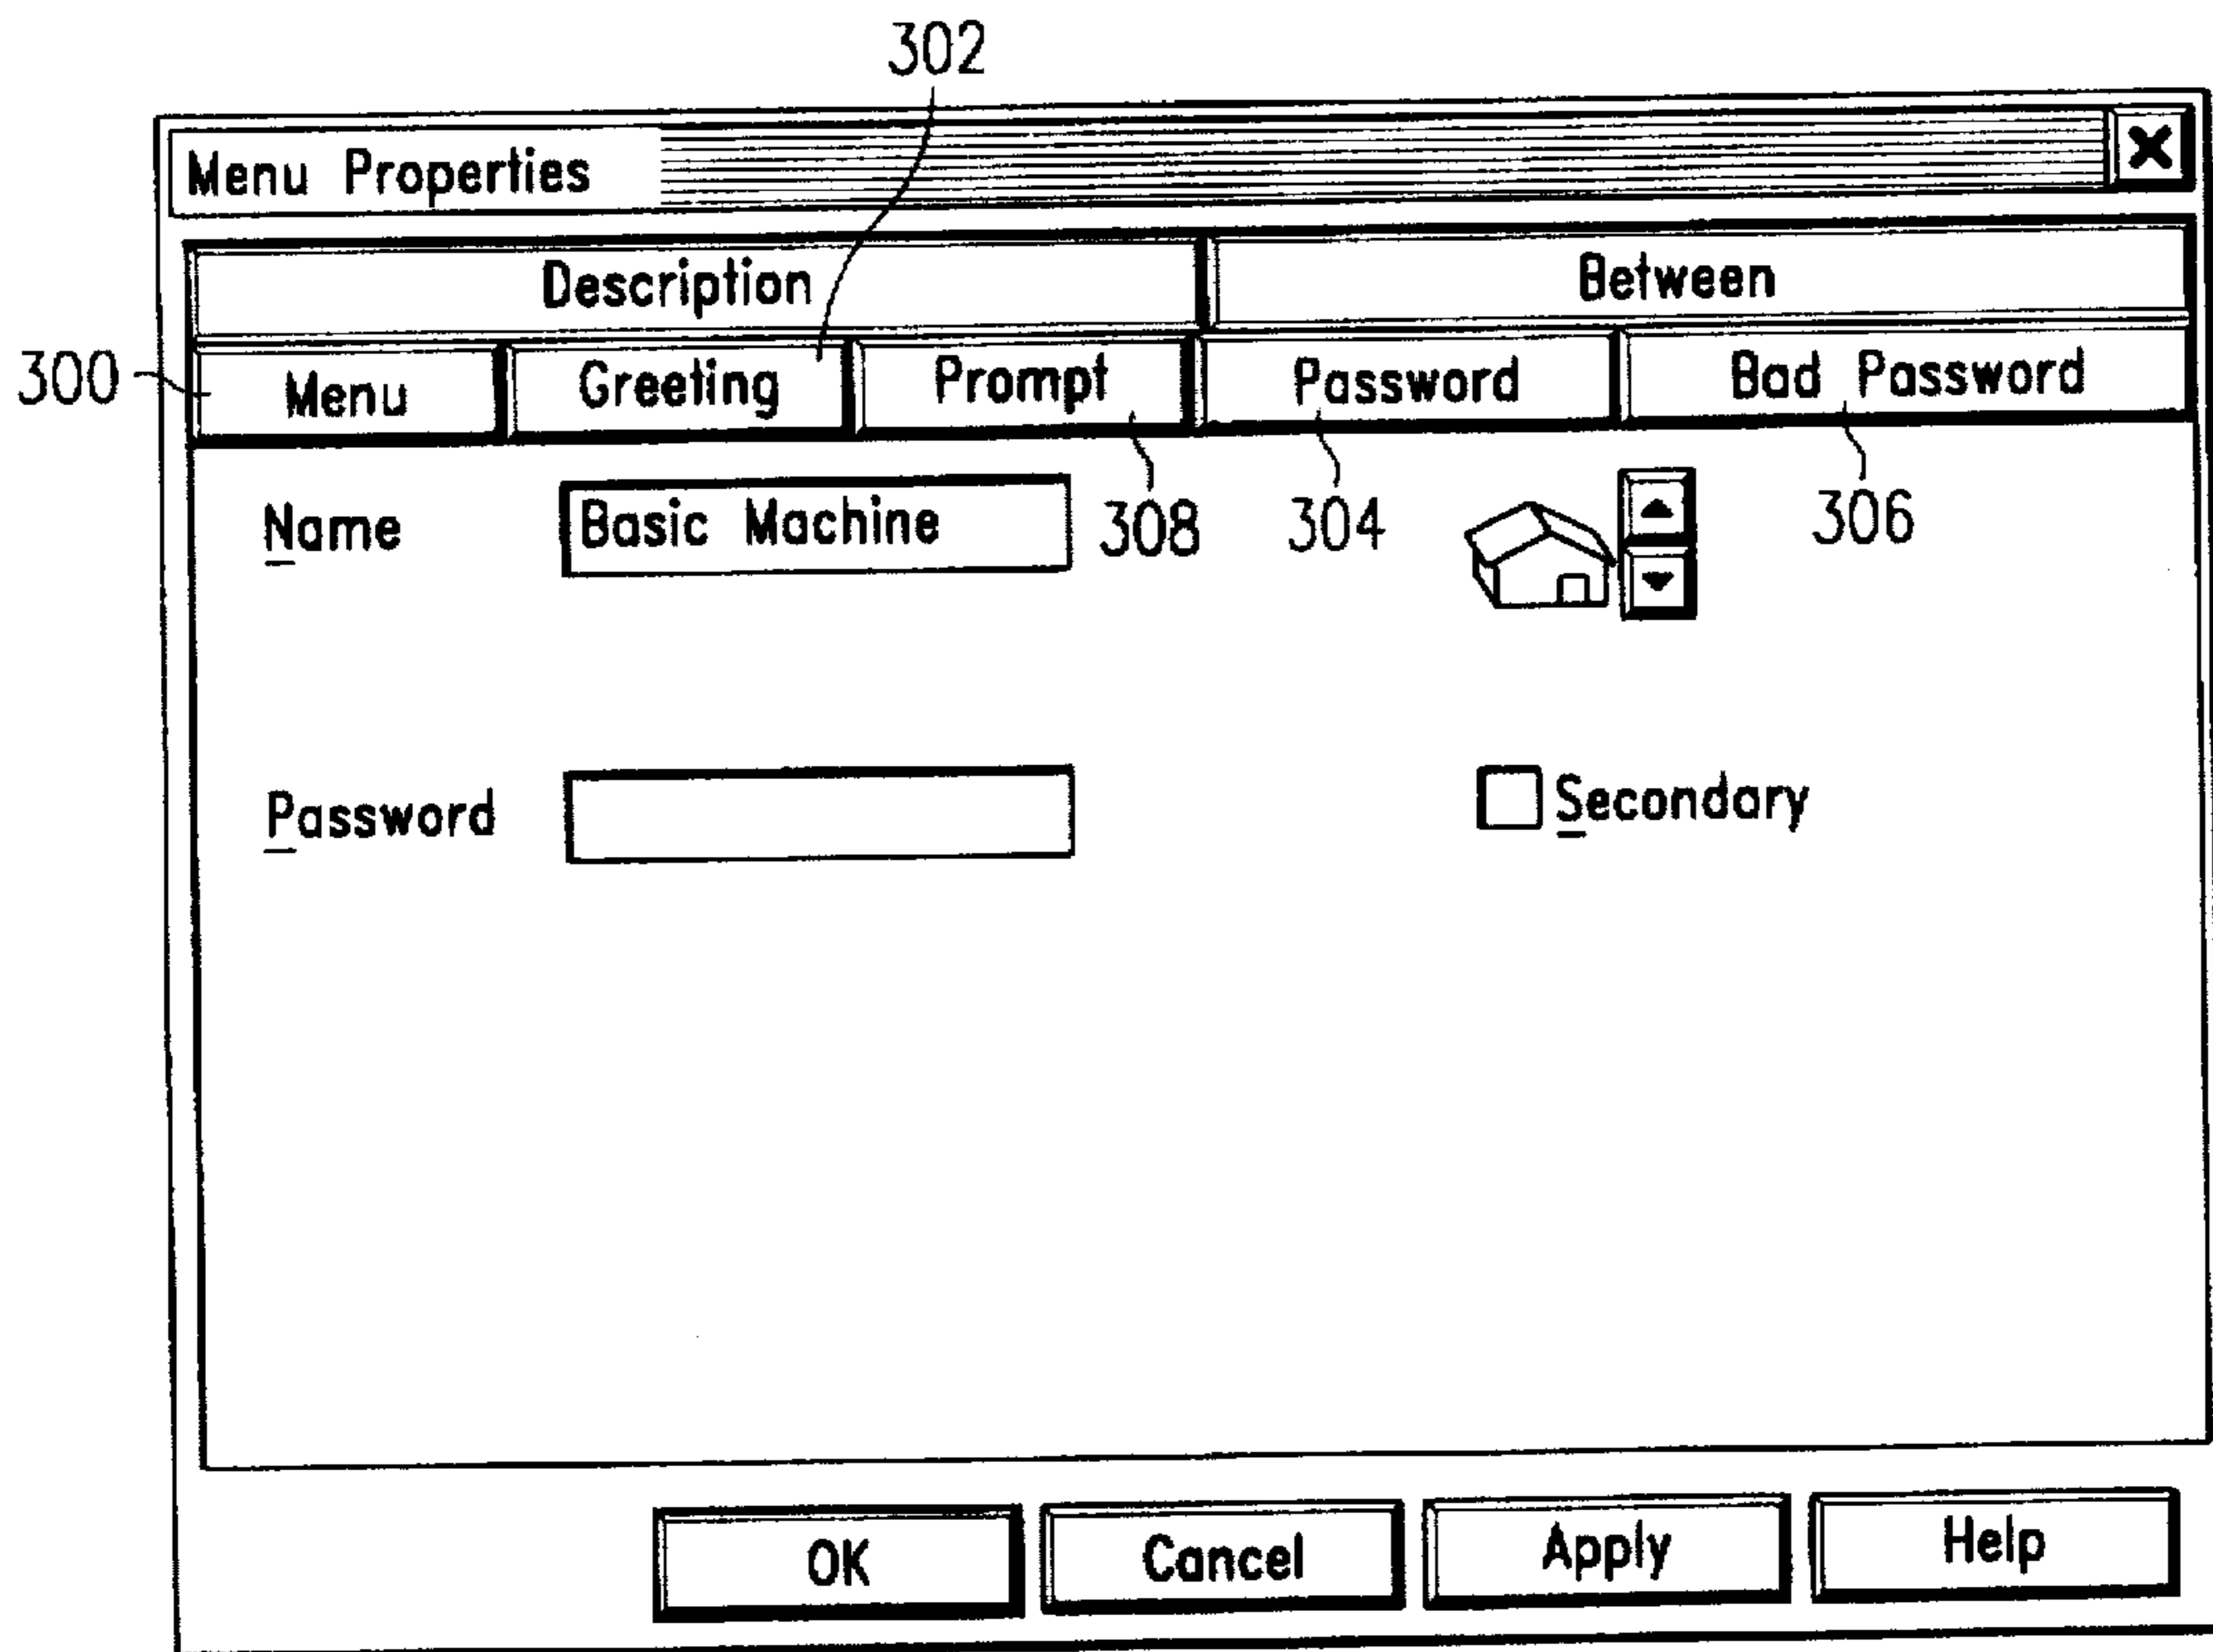 302
Menu Properties
Description Between
300 Menu Greeting Prompt Password Bad Password
Name Basic Machine 308 304 306
Password Secondary
OK Cancel Apply Help